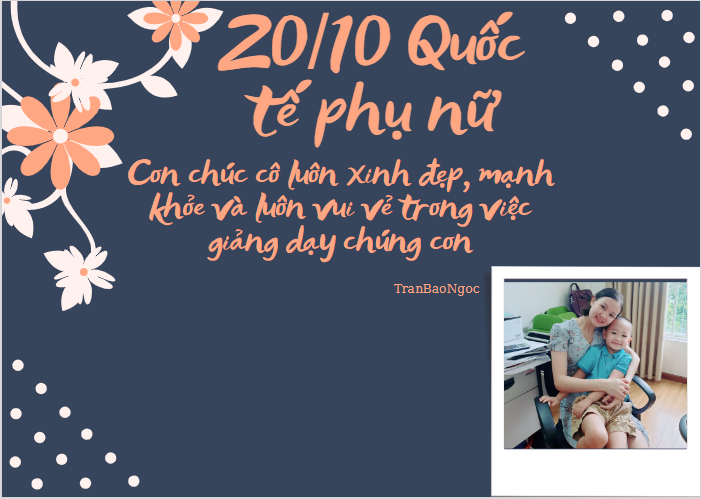 20/10 Quốc
tế phụ nữ
Con chúc cô luôn xinh đẹp, mạnh
khỏe và luôn vui vẻ trong việc
giảng dạy chúng con
TranBaoNgoc